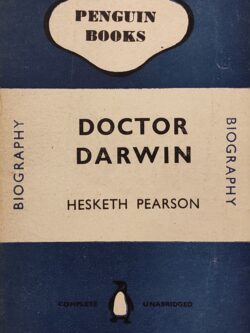 PENGUIN
BOOKS
BIOGRAPHY
DOCTOR
DARWIN
HESKETH PEARSON
BIOGRAPHY
COMPLETE UNABRIDGED